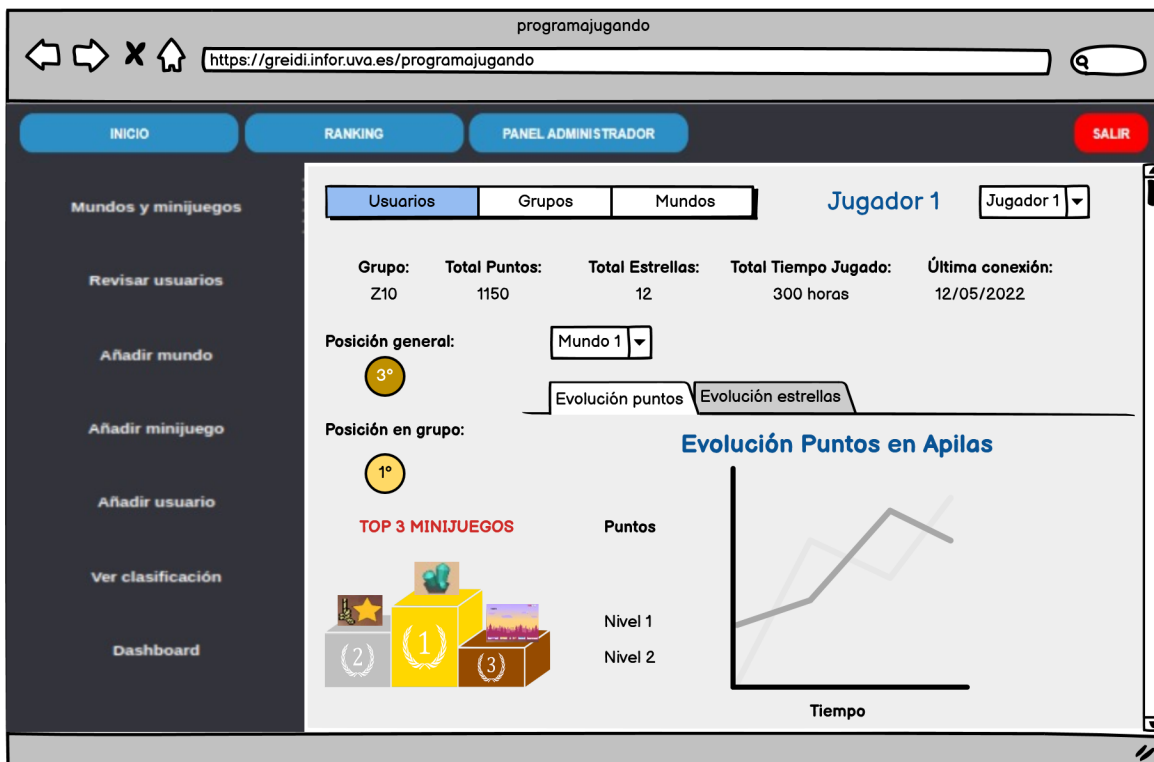 programajugando
https://greidi.infor.uva.es/programajugando
INICIO
RANKING
PANEL ADMINISTRADOR
SALIR
Mundos y minijuegos
Revisar usuarios
Añadir mundo
Añadir minijuego
Añadir usuario
Ver clasificación
Dashboard
Usuarios
Grupos
Mundos
Jugador 1
Jugador 1
Grupo:
Total Puntos:
Total Estrellas:
Total Tiempo Jugado:
Última conexión:
Z10
1150
12
300 horas
12/05/2022
Posición general:
Mundo 1
3°
Evolución puntos
Evolución estrellas
Posición en grupo:
1°
Evolución Puntos en Apilas
TOP 3 MINIJUEGOS
Puntos
2
1
3
Nivel 1
Nivel 2
Tiempo